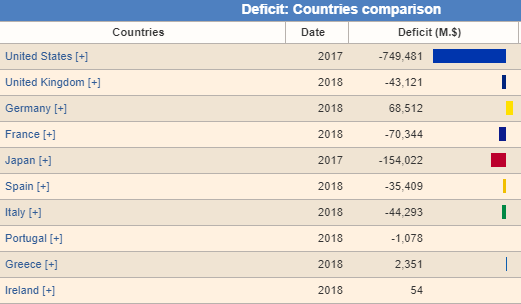 Deficit: Countries comparison
Countries Date Deficit (M.$)
United States [+] 2017 -749,481
United Kingdom [+] 2018 -43,121
Germany [+] 2018 68,512
France [+] 2018 -70,344
Japan [+] 2017 -154,022
Spain [+] 2018 -35,409
Italy [+] 2018 -44,293
Portugal [+] 2018 -1,078
Greece [+] 2018 2,351
Ireland [+] 2018 54